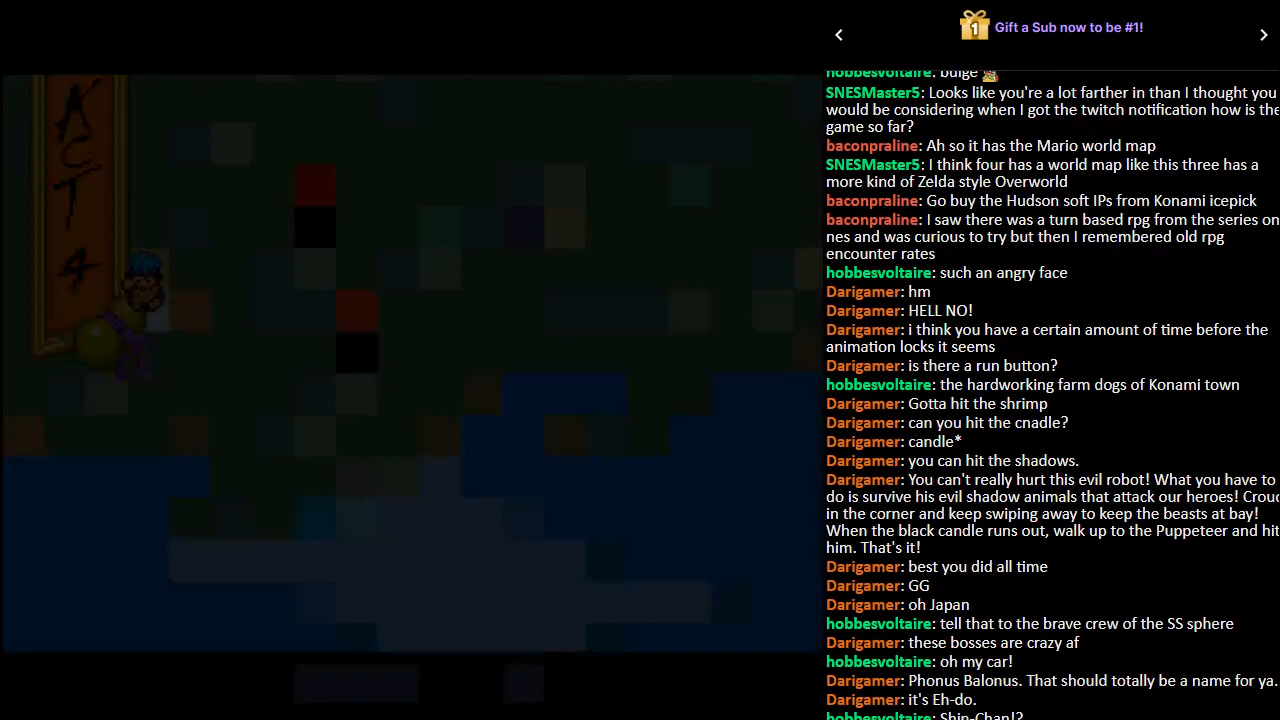 Gift a Sub now to be #1!
1
ACT 4
hobbesvoltaire: bulge
SNESMaster5: Looks like you're a lot farther in than I thought you
would be considering when I got the twitch notification how is the
game so far?
baconpraline: Ah so it has the Mario world map
SNESMaster5: I think four has a world map like this three has a
more kind of Zelda style Overworld
baconpraline: Go buy the Hudson soft IPs from Konami icepick
baconpraline: I saw there was a turn based rpg from the series on
nes and was curious to try but then I remembered old rpg
encounter rates
hobbesvoltaire: such an angry face
Darigamer: hm
Darigamer: HELL NO!
Darigamer: i think you have a certain amount of time before the
animation locks it seems
Darigamer: is there a run button?
hobbesvoltaire: the hardworking farm dogs of Konami town
Darigamer: Gotta hit the shrimp
Darigamer: can you hit the cnadle?
Darigamer: candle*
Darigamer: you can hit the shadows.
Darigamer: You can't really hurt this evil robot! What you have to
do is survive his evil shadow animals that attack our heroes! Crouc
in the corner and keep swiping away to keep the beasts at bay!
When the black candle runs out, walk up to the Puppeteer and hit
him. That's it!
Darigamer: best you did all time
Darigamer: GG
Darigamer: oh Japan
hobbesvoltaire: tell that to the brave crew of the SS sphere
Darigamer: these bosses are crazy af
hobbesvoltaire: oh my car!
Darigamer: Phonus Balonus. That should totally be a name for ya.
Darigamer: it's Eh-do.
hobbesvoltaire: Shin-Chan!?